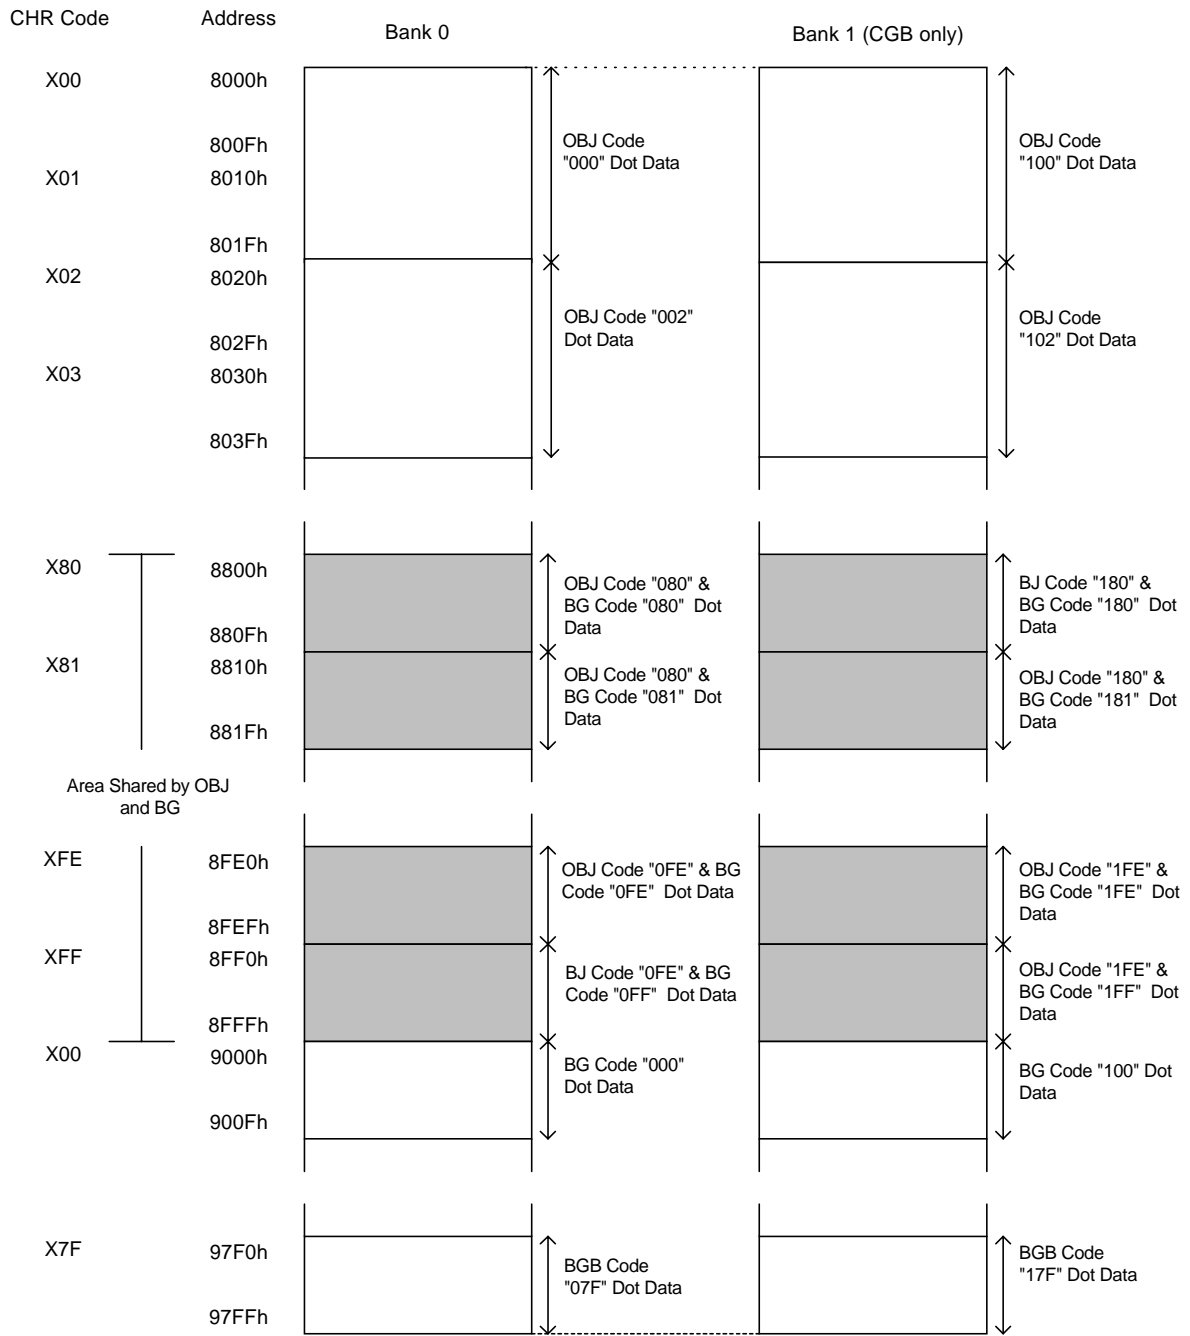 CHR Code Address Bank 0 Bank 1 (CGB only)
X00 8000h
800Fh
OBJ Code
"000" Dot Data
OBJ Code
"100" Dot Data
X01 8010h
801Fh
X02 8020h
OBJ Code "002"
Dot Data
OBJ Code
"102" Dot Data
802Fh
X03 8030h
803Fh
X80 8800h
OBJ Code "080" &
BG Code "080" Dot
Data
BJ Code "180" &
BG Code "180" Dot
Data
880Fh
X81 8810h
OBJ Code "080" &
BG Code "081" Dot
Data
OBJ Code "180" &
BG Code "181" Dot
Data
881Fh
Area Shared by OBJ
and BG
XFE 8FE0h
OBJ Code "0FE" & BG
Code "0FE" Dot Data
OBJ Code "1FE" &
BG Code "1FE" Dot
Data
8FEFh
XFF 8FF0h
BJ Code "0FE" & BG
Code "0FF" Dot Data
OBJ Code "1FE" &
BG Code "1FF" Dot
Data
8FFFh
X00 9000h
BG Code "000"
Dot Data
BG Code "100" Dot
Data
900Fh
X7F 97F0h
BGB Code
"07F" Dot Data
BGB Code
"17F" Dot Data
97FFh